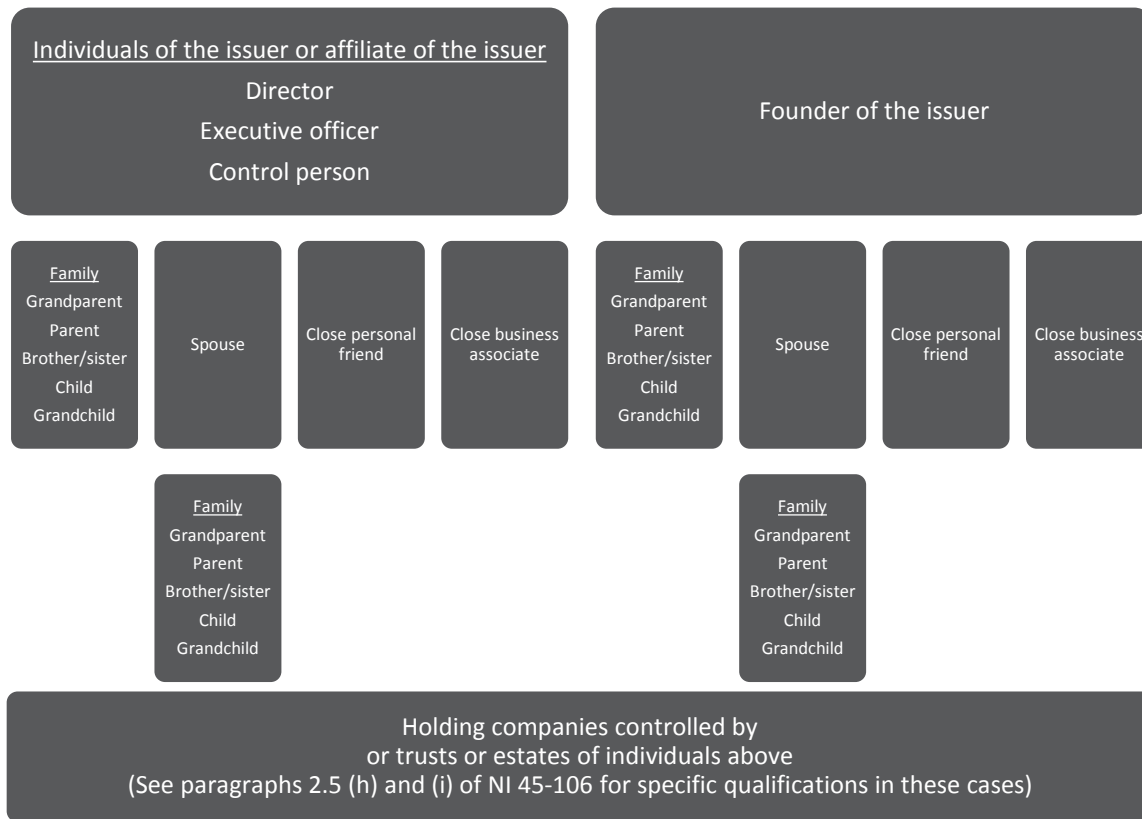 Individuals of the issuer or affiliate of the issuer
Director
Executive officer
Control person
Founder of the issuer
Family
Grandparent
Parent
Brother/sister
Child
Grandchild
Spouse
Close personal
friend
Close business
associate
Family
Grandparent
Parent
Brother/sister
Child
Grandchild
Spouse
Close personal
friend
Close business
associate
Family
Grandparent
Parent
Brother/sister
Child
Grandchild
Family
Grandparent
Parent
Brother/sister
Child
Grandchild
Holding companies controlled by
or trusts or estates of individuals above
(See paragraphs 2.5 (h) and (i) of NI 45-106 for specific qualifications in these cases)